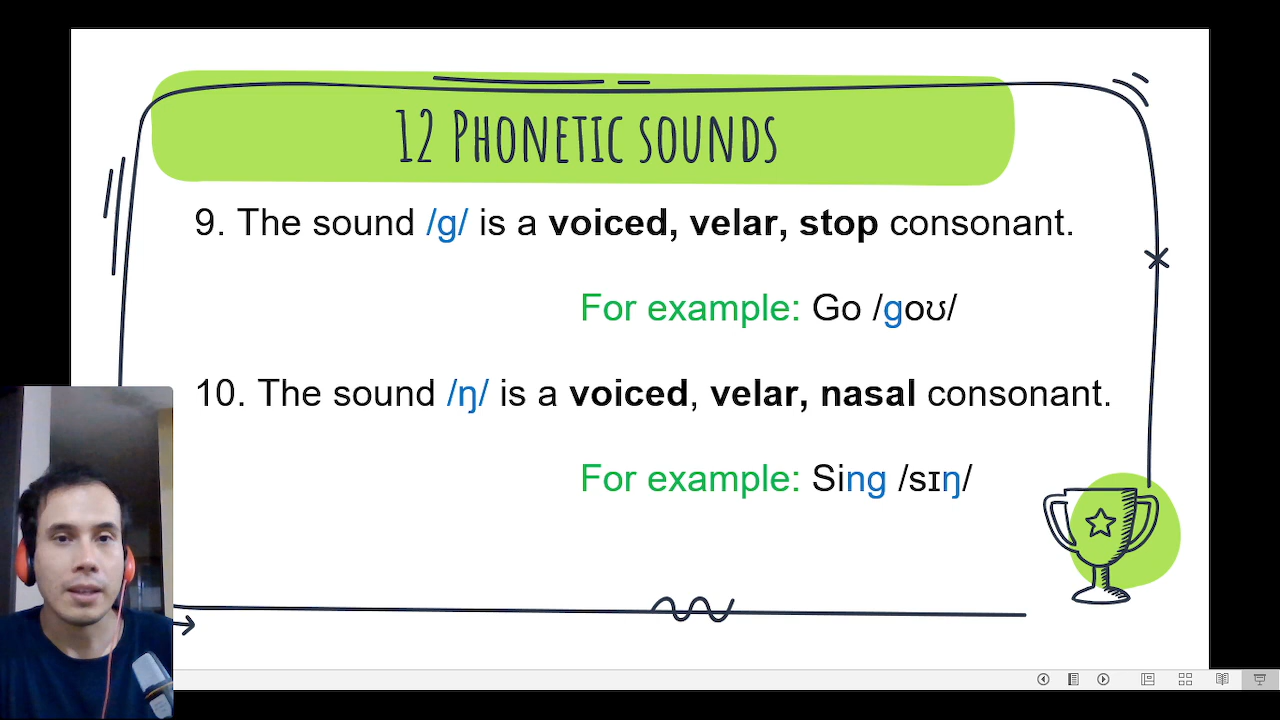 12 Phonetic sounds
9. The sound /g/ is a voiced, velar, stop consonant.
For example: Go /goʊ/
10. The sound /ŋ/ is a voiced, velar, nasal consonant.
For example: Sing /sɪŋ/